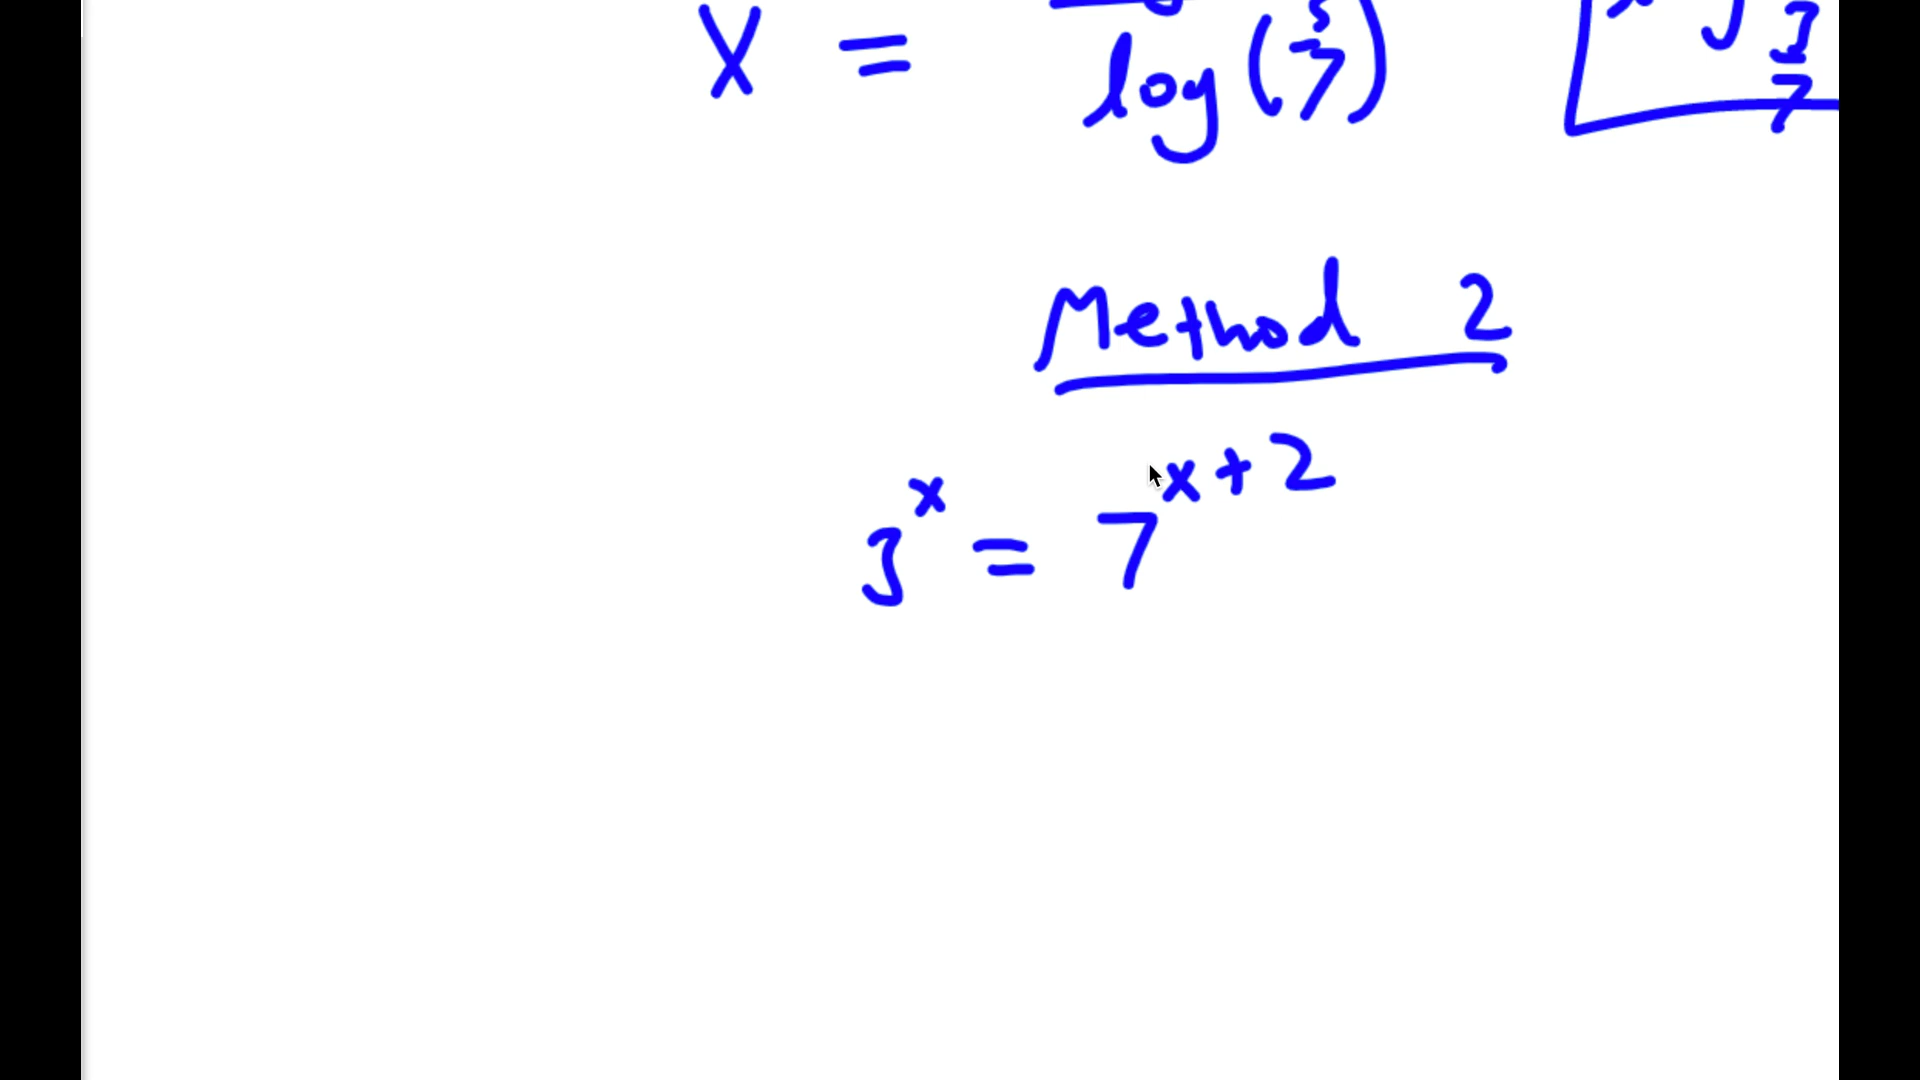 X = log(3/7)
Method 2
3^x = 7^(x+2)